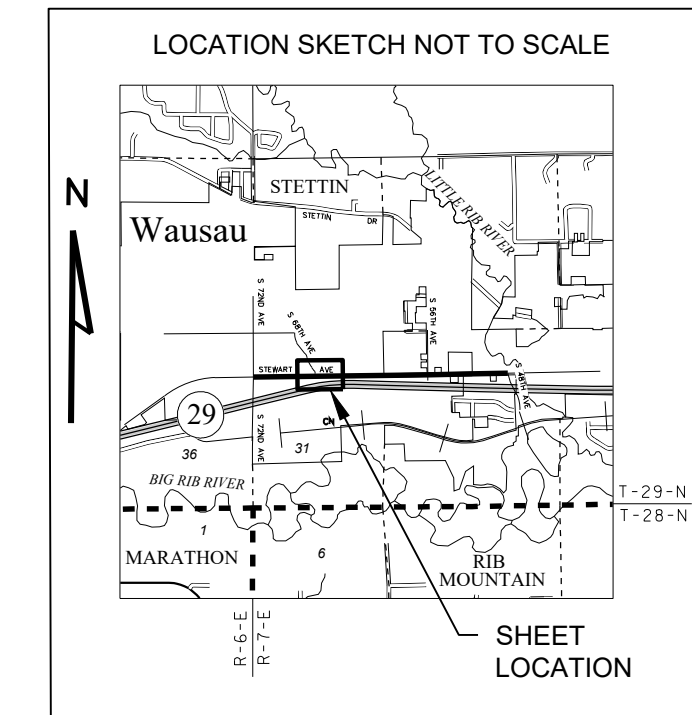 LOCATION SKETCH NOT TO SCALE
N
STETTIN
STETTIN DR
LITTLE RIB RIVER
Wausau
S 72ND AVE
S 68TH AVE
S 56TH AVE
STEWART AVE
S 48TH AVE
29
S 72ND AVE
CN
36
31
BIG RIB RIVER
T-29-N
T-28-N
1
6
MARATHON
RIB
MOUNTAIN
R-6-E
R-7-E
SHEET
LOCATION